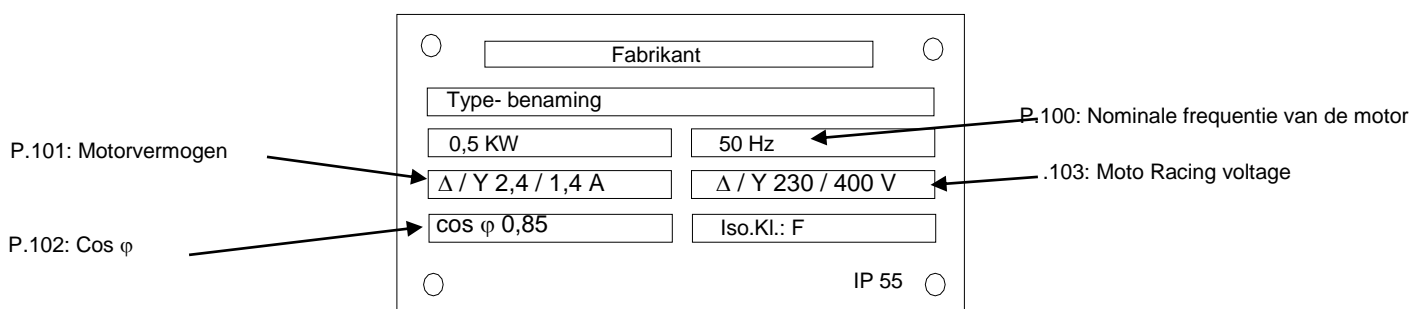 Fabrikant
Type- benaming
P.100: Nominale frequentie van de motor
0,5 KW
50 Hz
P.101: Motorvermogen
.103: Moto Racing voltage
Δ / Y 2,4 / 1,4 A
Δ / Y 230 / 400 V
cos φ 0,85
Iso.Kl.: F
P.102: Cos φ
IP 55